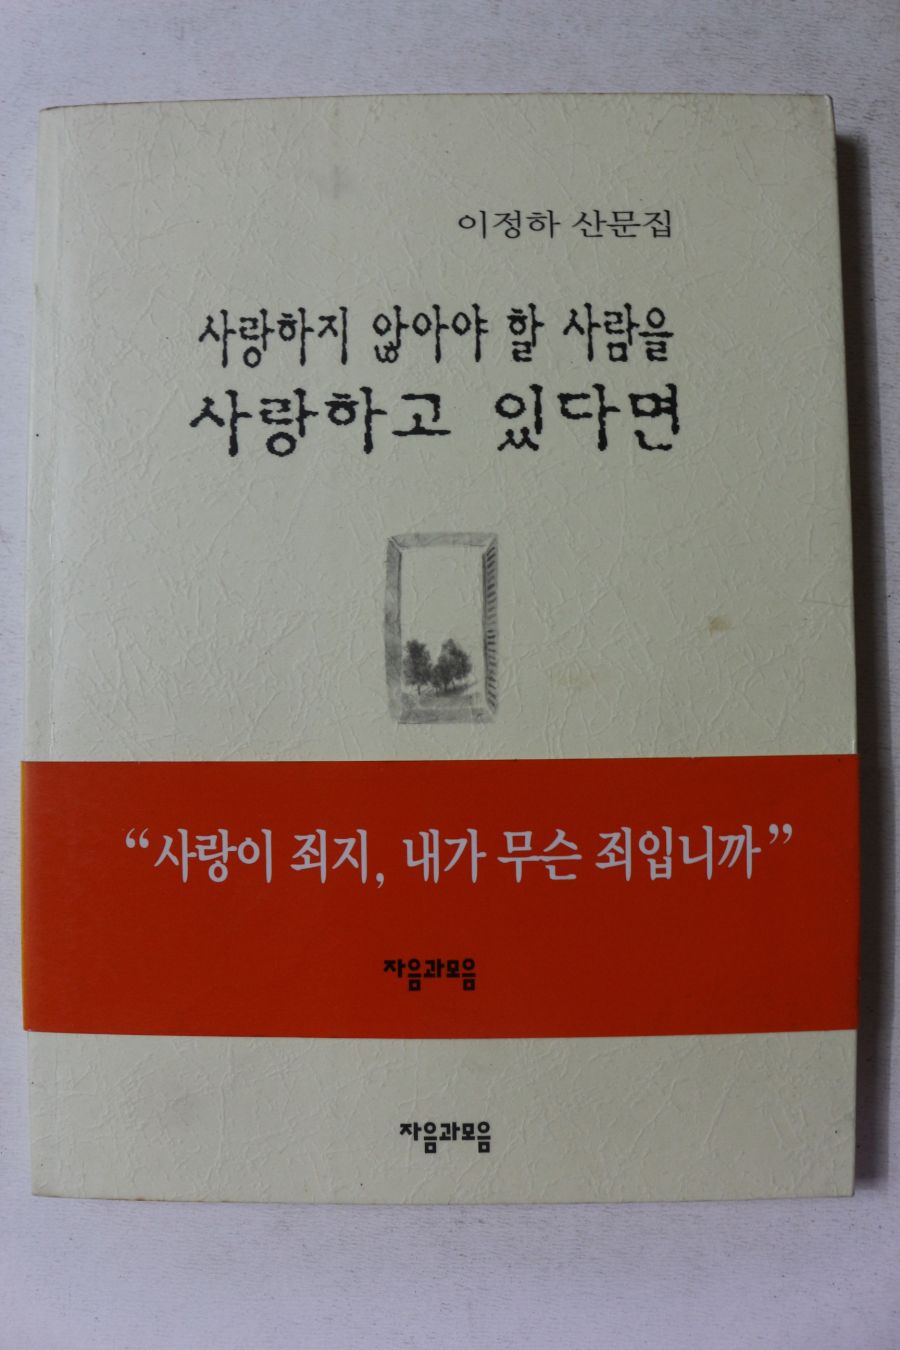 이정하 산문집
사랑하지 않아야 할 사람을
사랑하고 있다면
“사랑이 죄지, 내가 무슨 죄입니까”
자음과모음
자음과모음